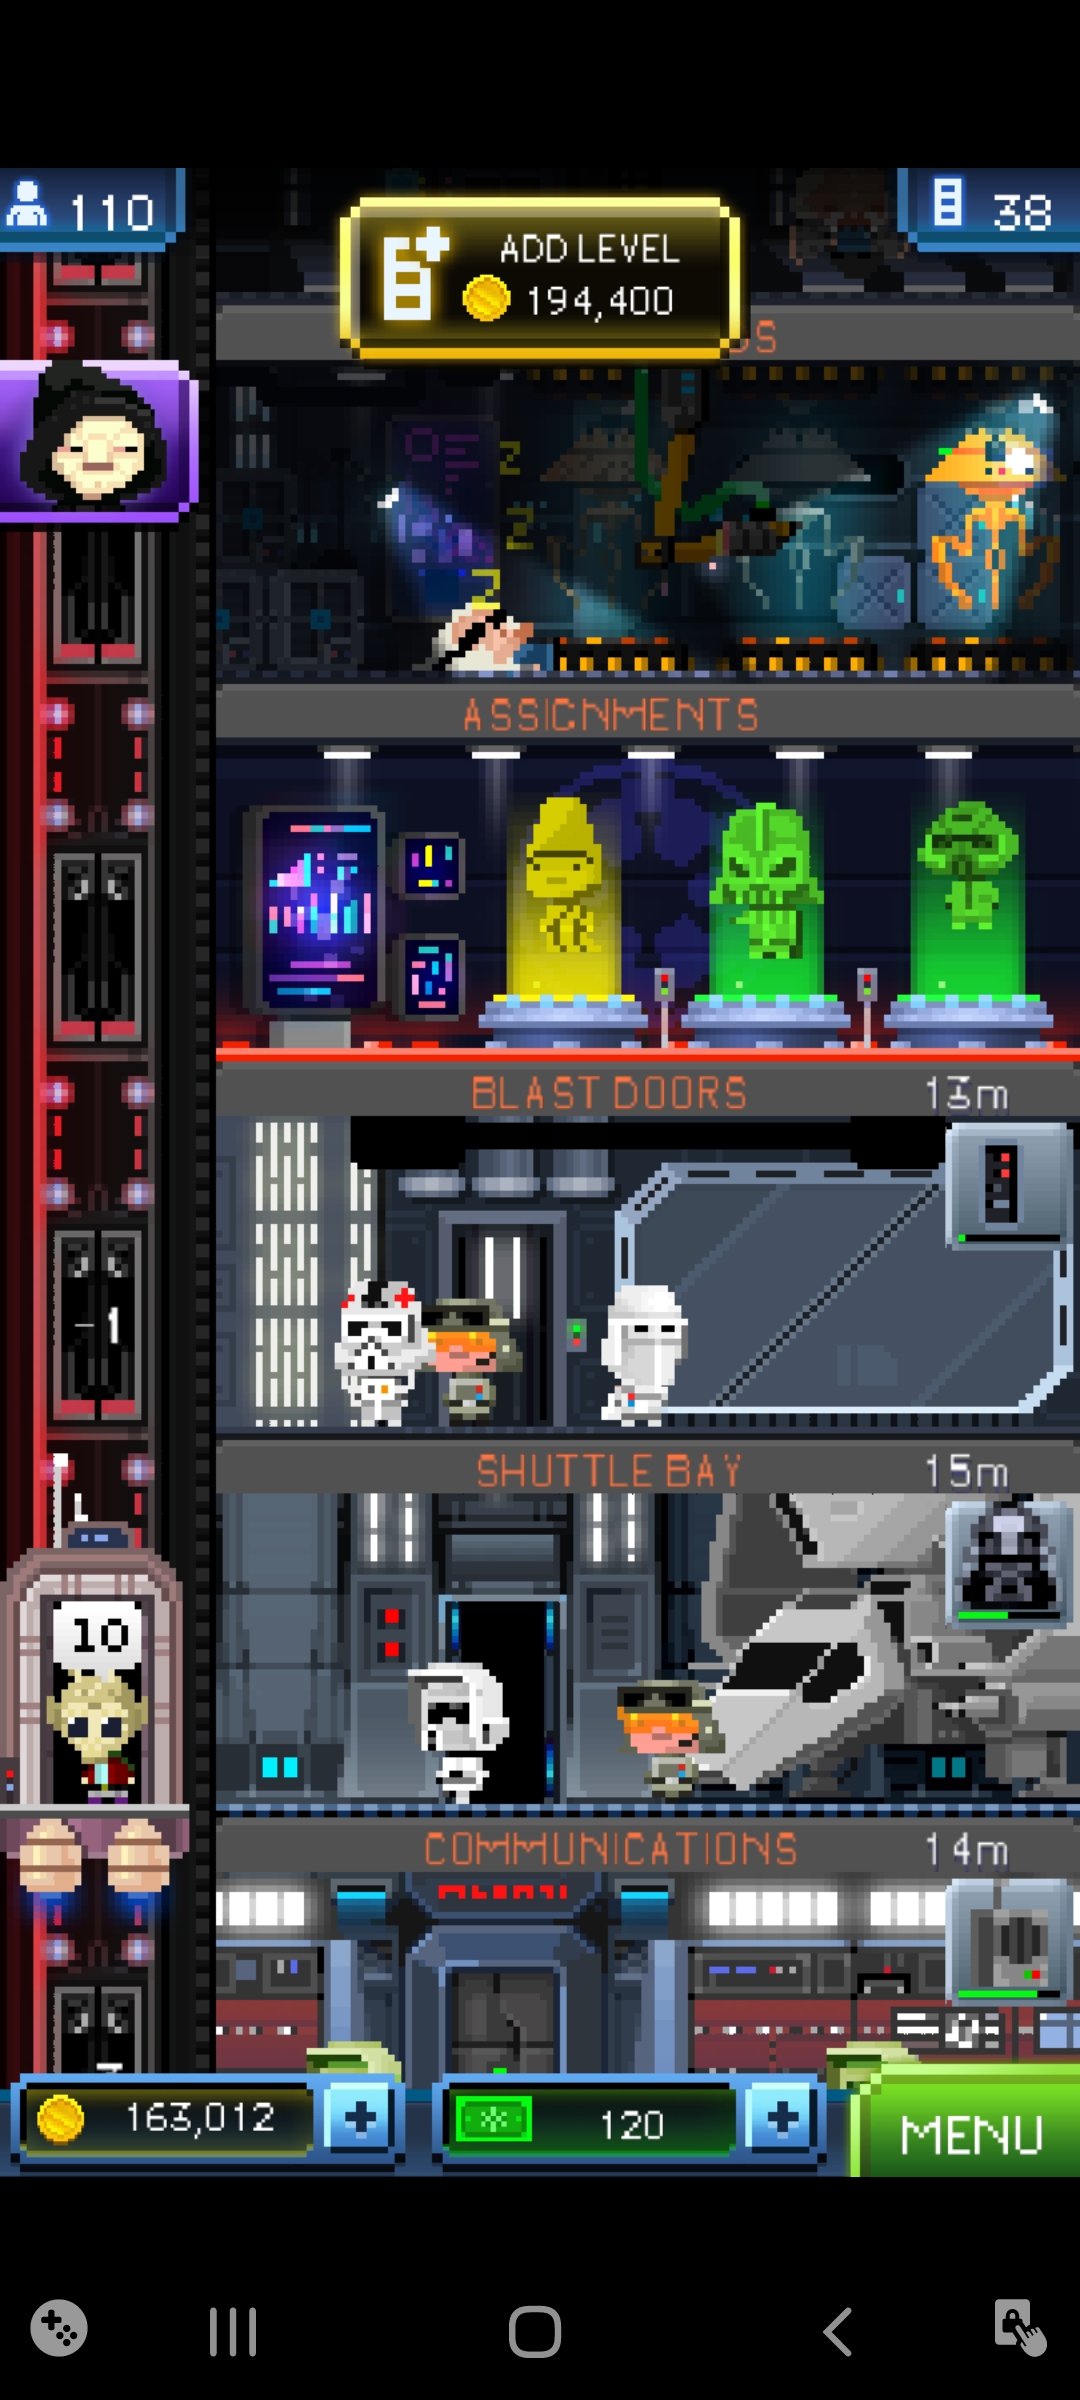 110
ADD LEVEL
194,400
38
ASSIGNMENTS
BLAST DOORS 13m
-1
SHUTTLE BAY 15m
10
COMMUNICATIONS 14m
163,012
120
MENU